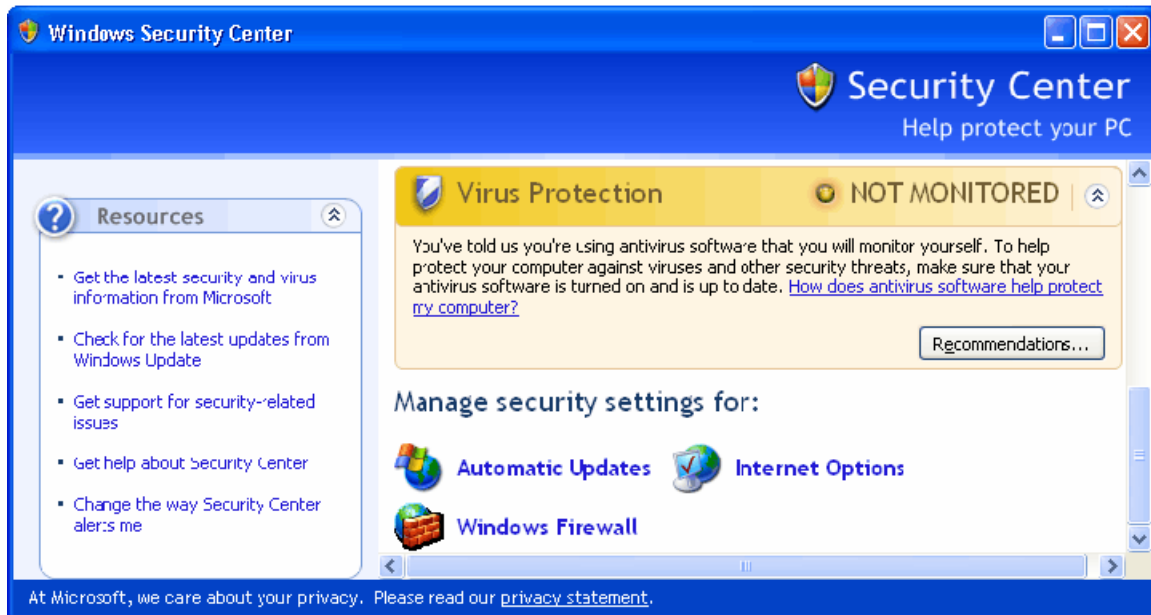 Windows Security Center
Security Center
Help protect your PC
Resources
Get the latest security and virus
information from Microsoft
Check for the latest updates from
Windows Update
Get support for security-related
issues
Get help about Security Center
Change the way Security Center
alerts me
Virus Protection
NOT MONITORED
You've told us you're using antivirus software that you will monitor yourself. To help
protect your computer against viruses and other security threats, make sure that your
antivirus software is turned on and is up to date. How does antivirus software help protect
my computer?
Recommendations...
Manage security settings for:
Automatic Updates
Internet Options
Windows Firewall
At Microsoft, we care about your privacy. Please read our privacy statement.